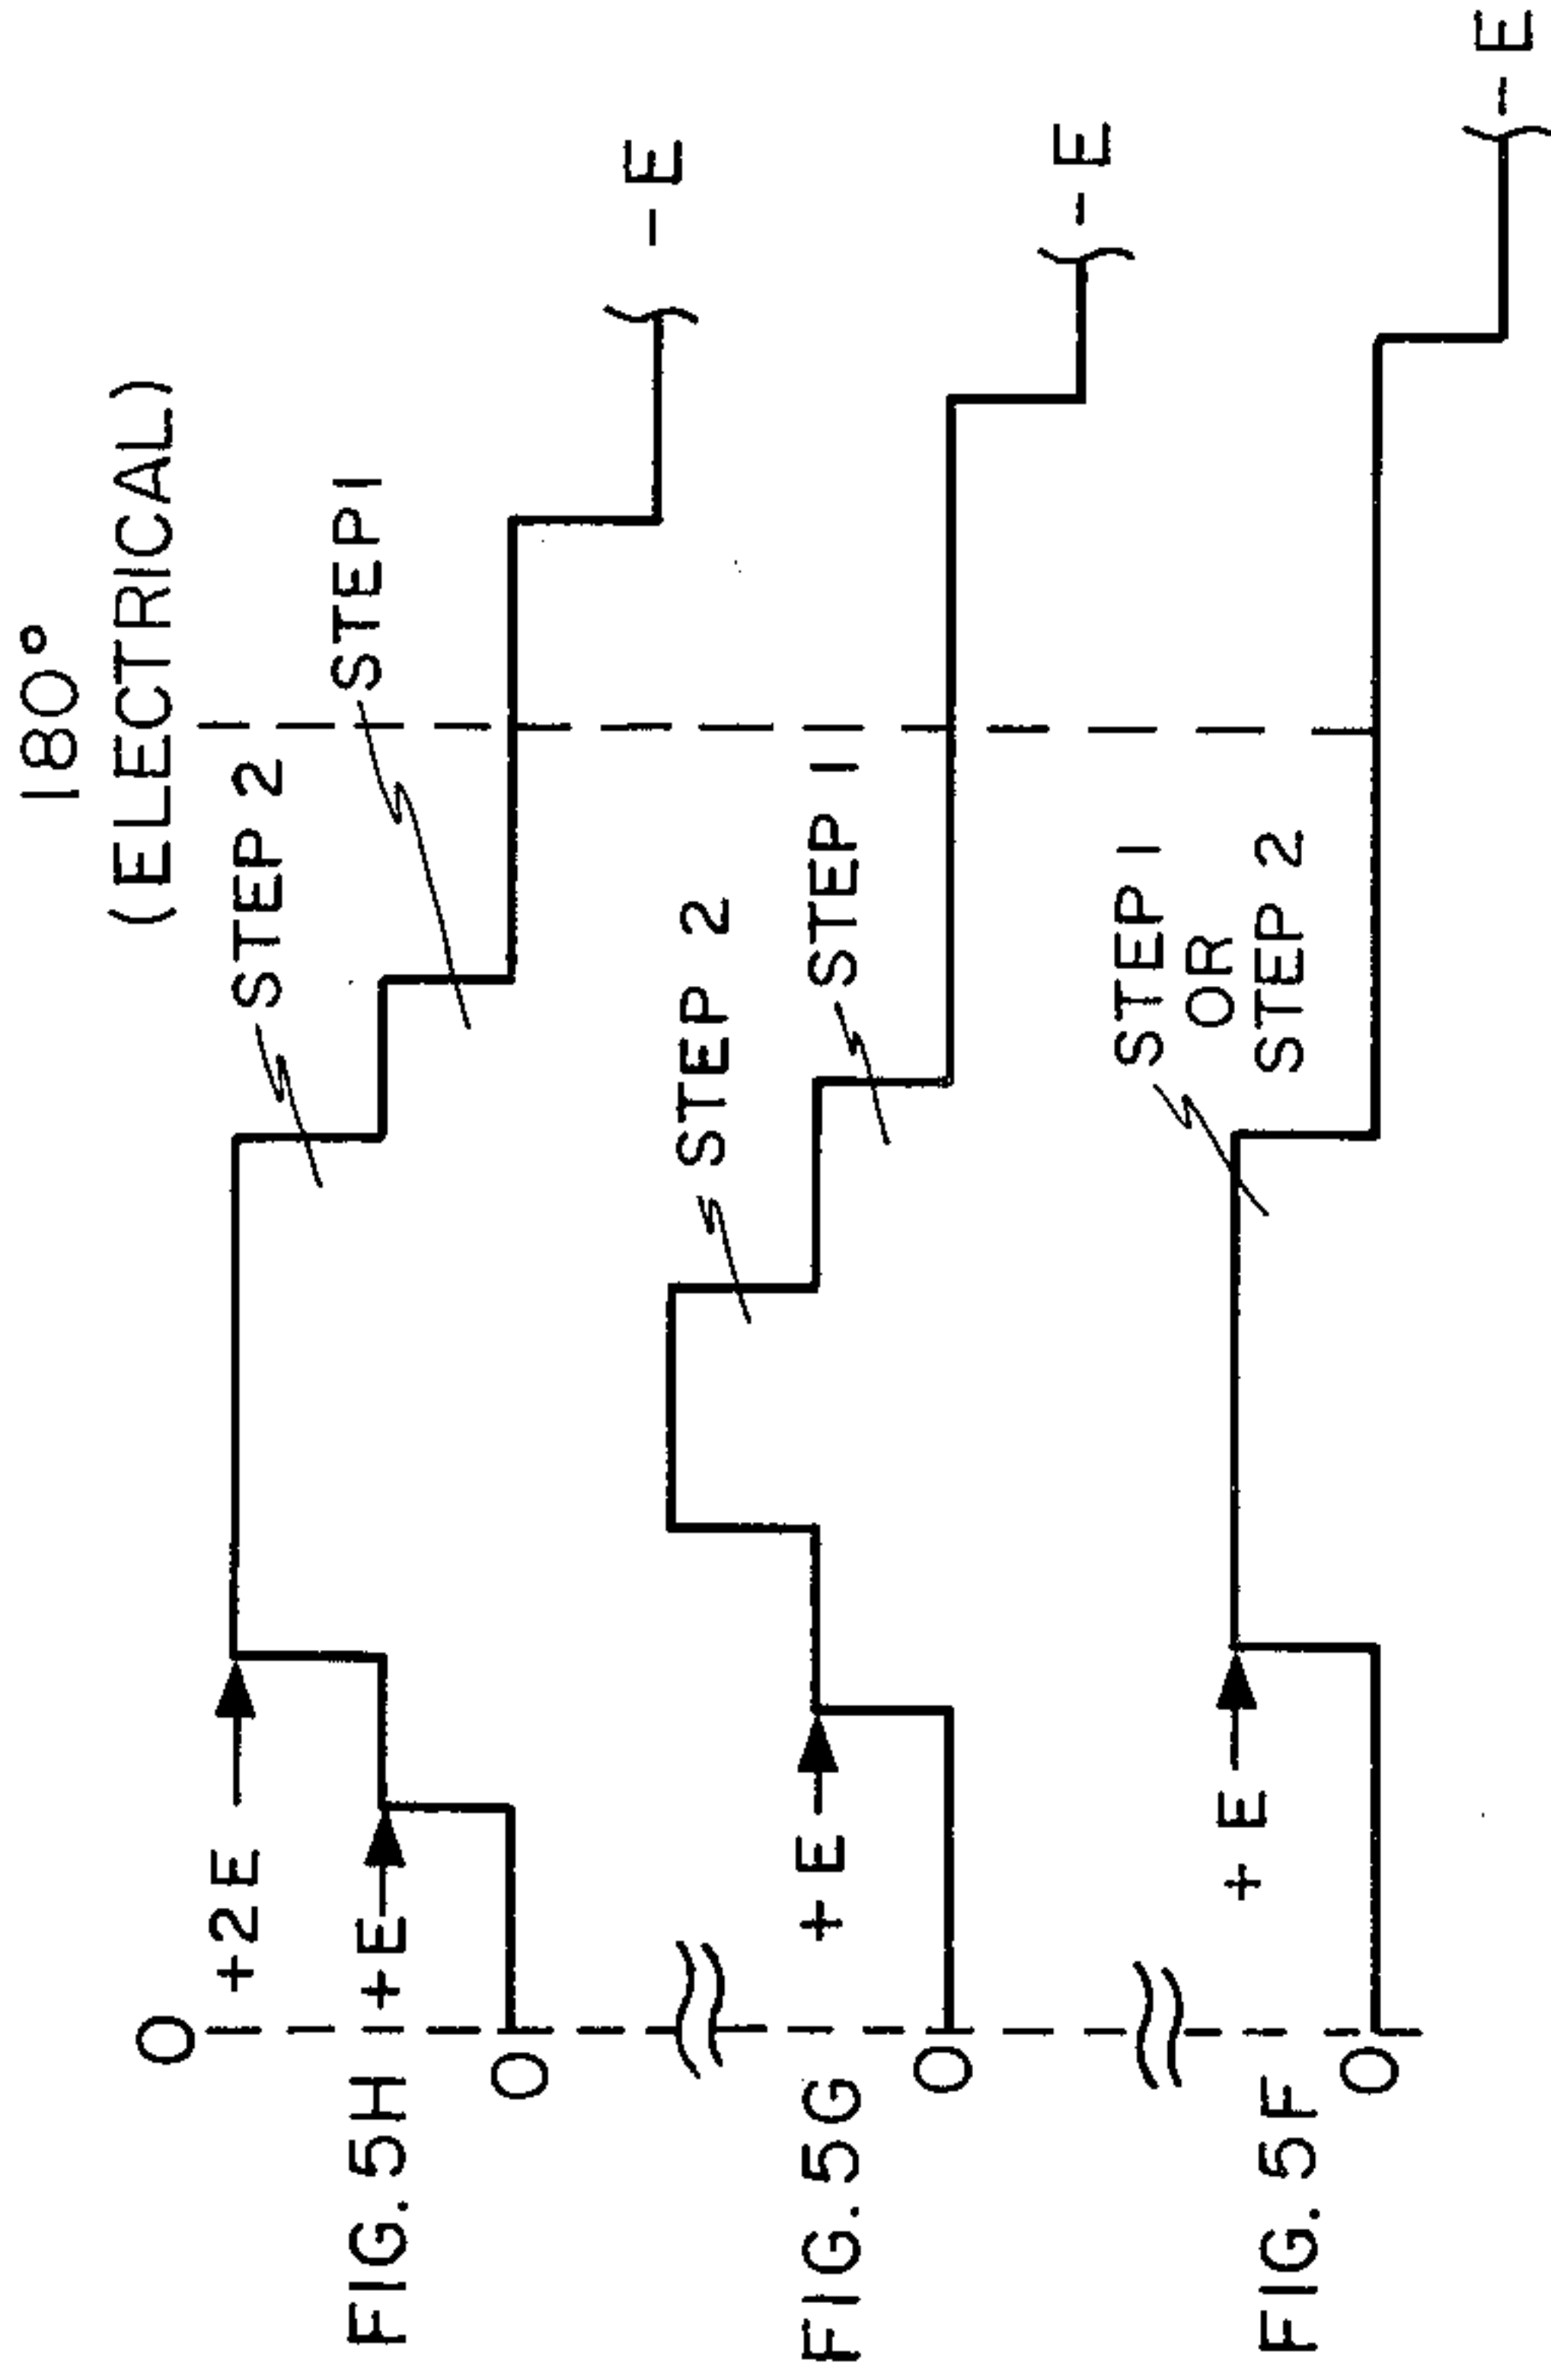 180°
(ELECTRICAL)
0
+2E
STEP 2
+E
STEP 1
FIG. 5H
0
- E
STEP 2
+E
STEP 1
FIG. 5G
0
- E
STEP 1
OR
STEP 2
+E
FIG. 5F
0
- E